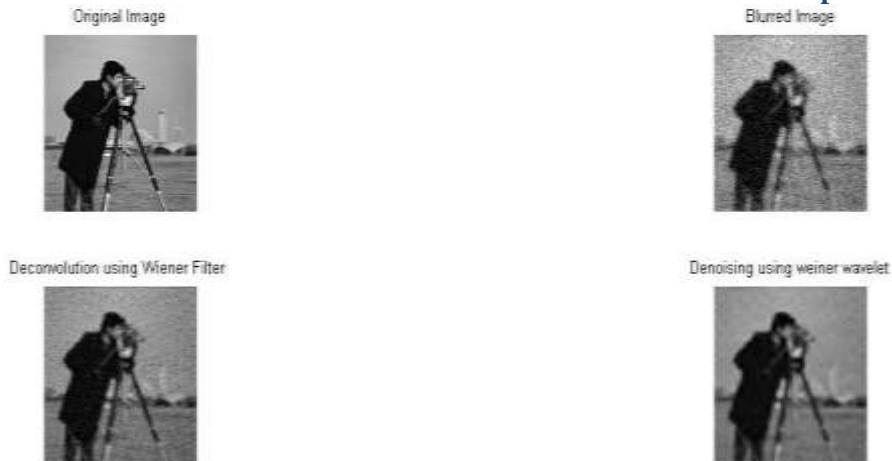 Original Image
Blurred Image
Deconvolution using Wiener Filter
Denoising using weiner wavelet